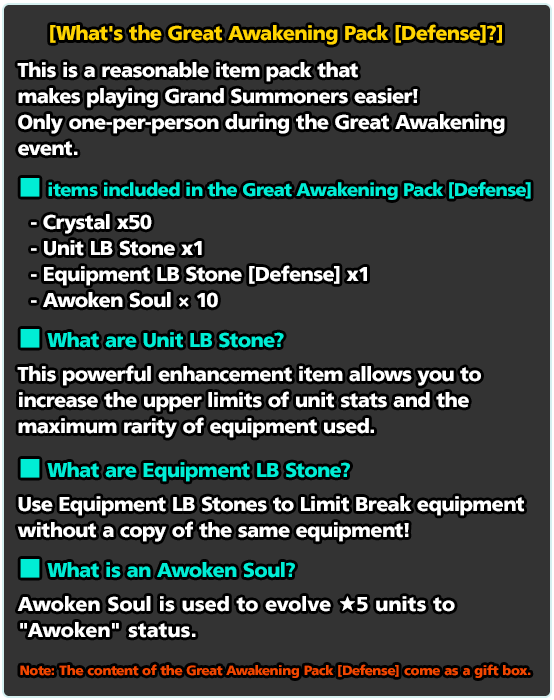 [What's the Great Awakening Pack [Defense]?]
This is a reasonable item pack that
makes playing Grand Summoners easier!
Only one-per-person during the Great Awakening
event.
■ items included in the Great Awakening Pack [Defense]
- Crystal x50
- Unit LB Stone x1
- Equipment LB Stone [Defense] x1
- Awoken Soul × 10
■ What are Unit LB Stone?
This powerful enhancement item allows you to
increase the upper limits of unit stats and the
maximum rarity of equipment used.
■ What are Equipment LB Stone?
Use Equipment LB Stones to Limit Break equipment
without a copy of the same equipment!
■ What is an Awoken Soul?
Awoken Soul is used to evolve ★5 units to
"Awoken" status.
Note: The content of the Great Awakening Pack [Defense] come as a gift box.